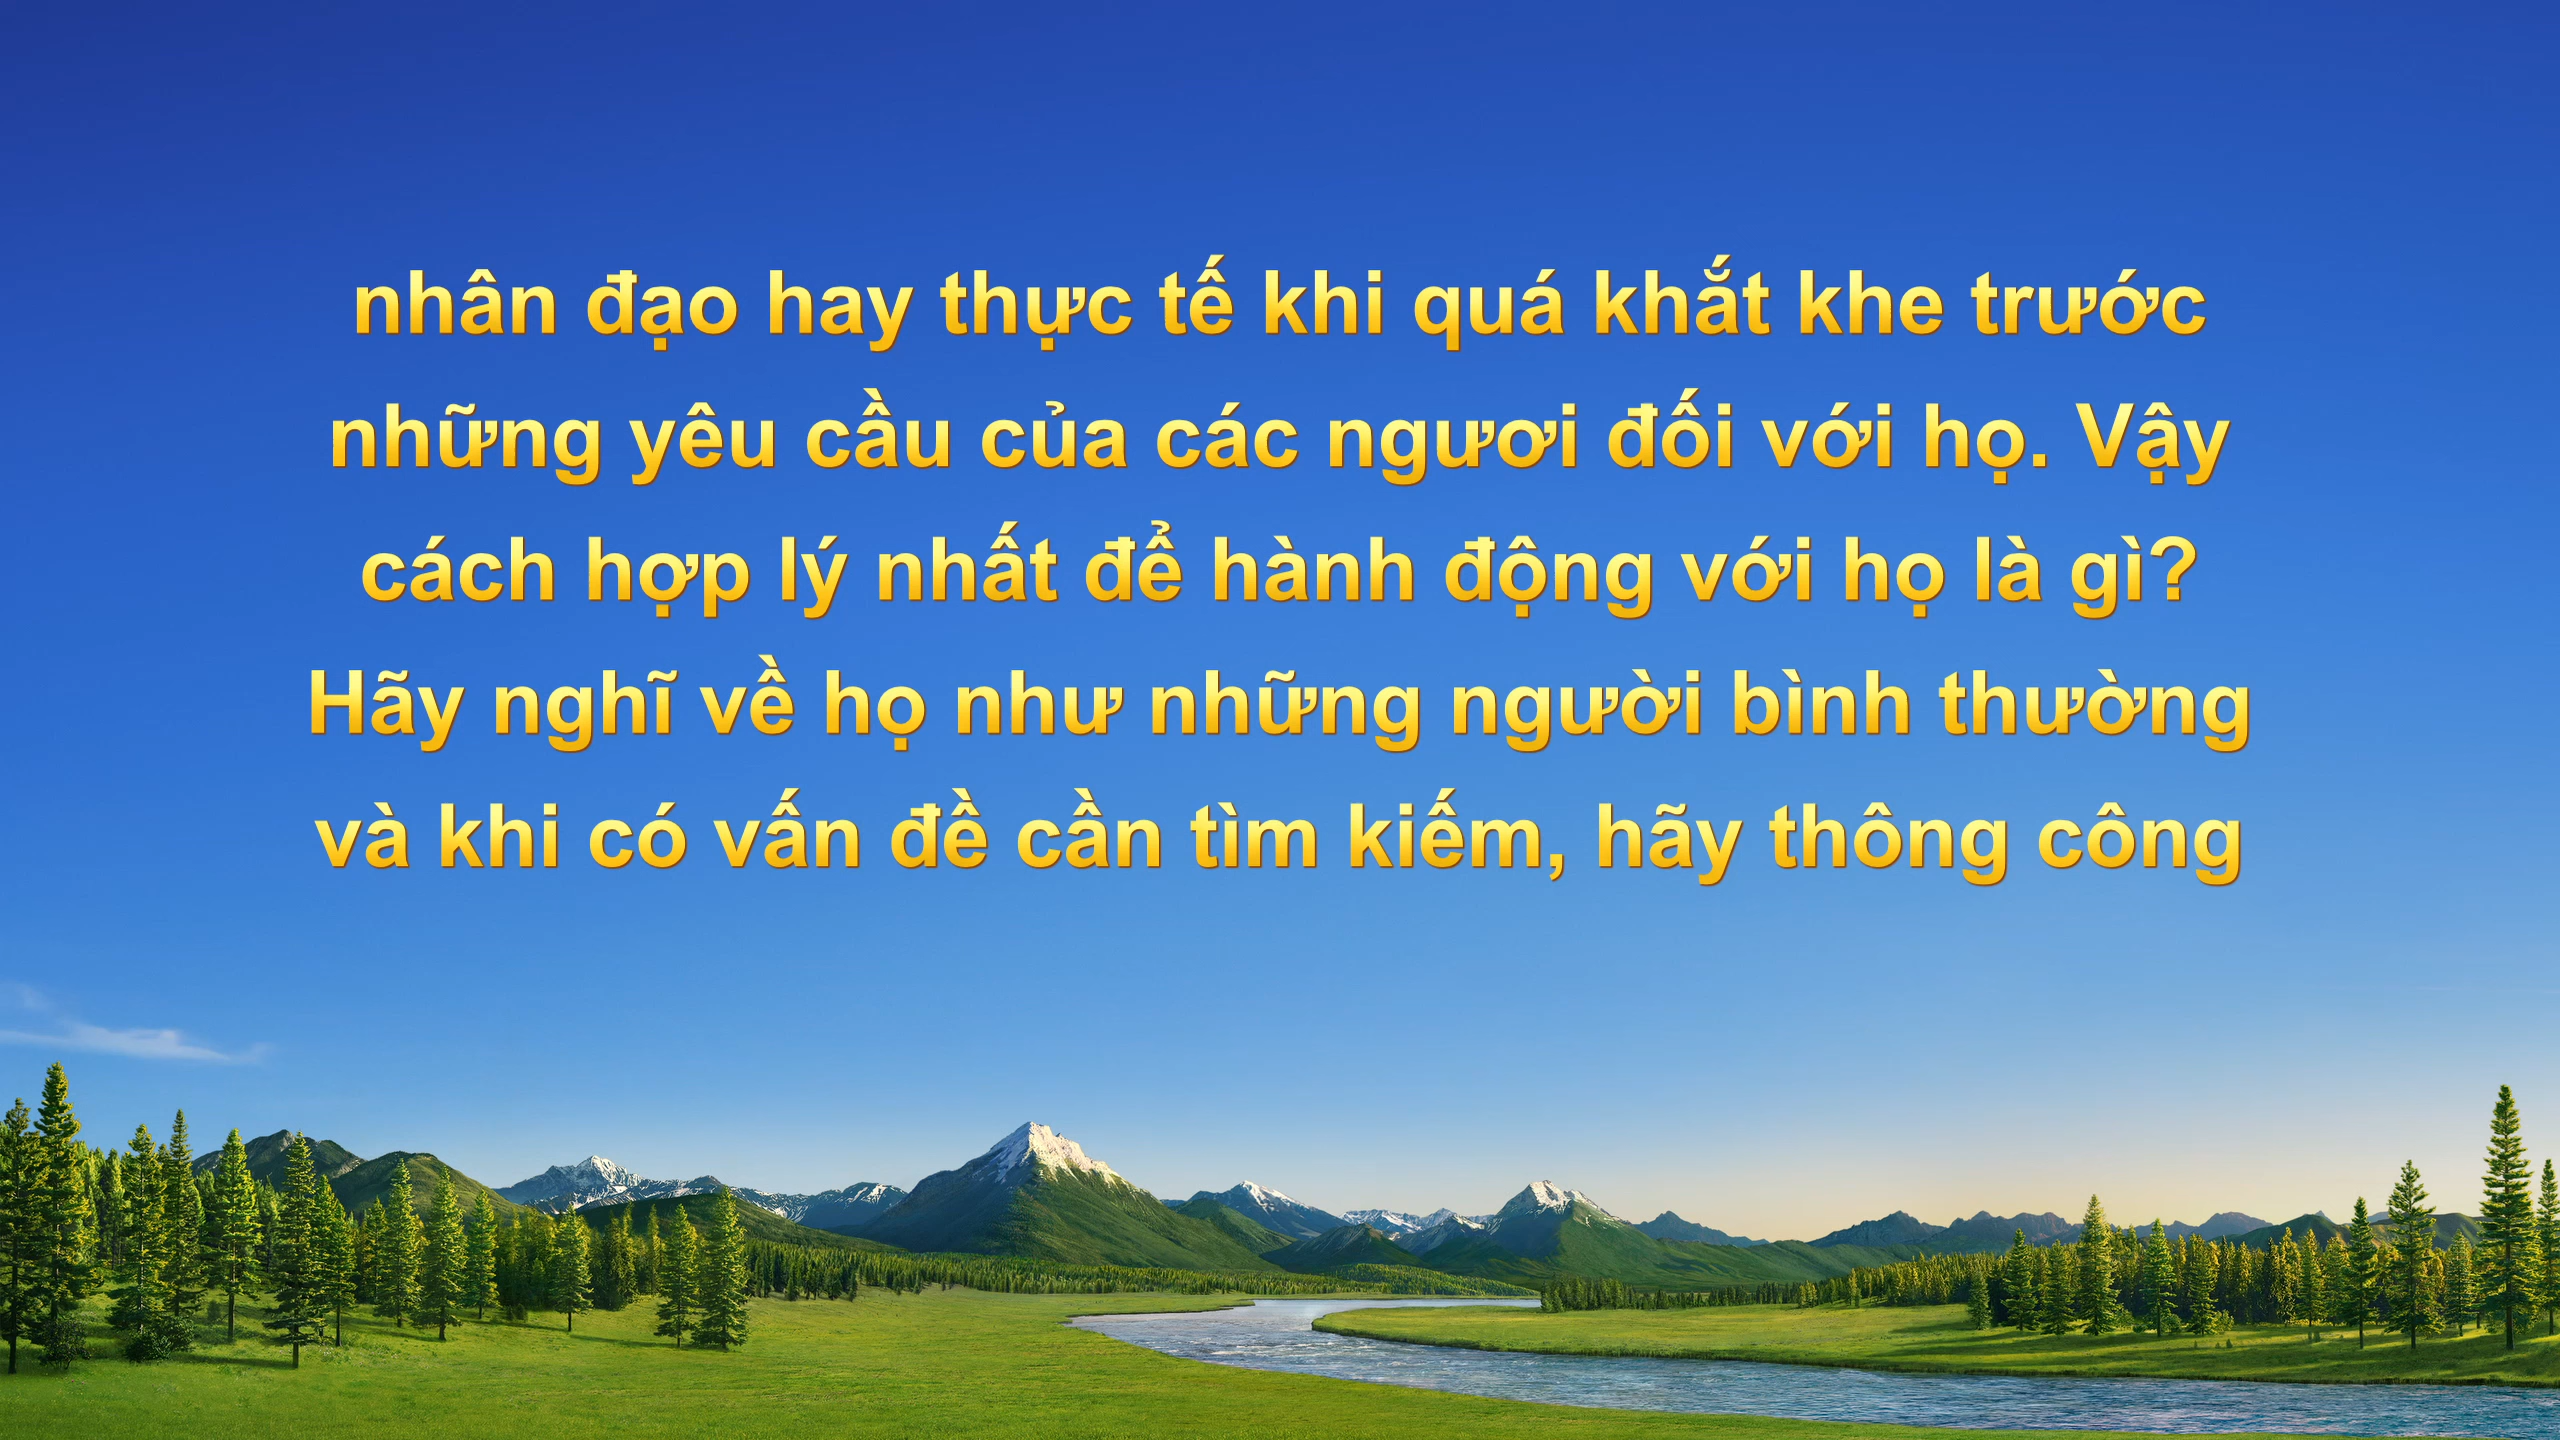 nhân đạo hay thực tế khi quá khắt khe trước
những yêu cầu của các ngươi đối với họ. Vậy
cách hợp lý nhất để hành động với họ là gì?
Hãy nghĩ về họ như những người bình thường
và khi có vấn đề cần tìm kiếm, hãy thông công